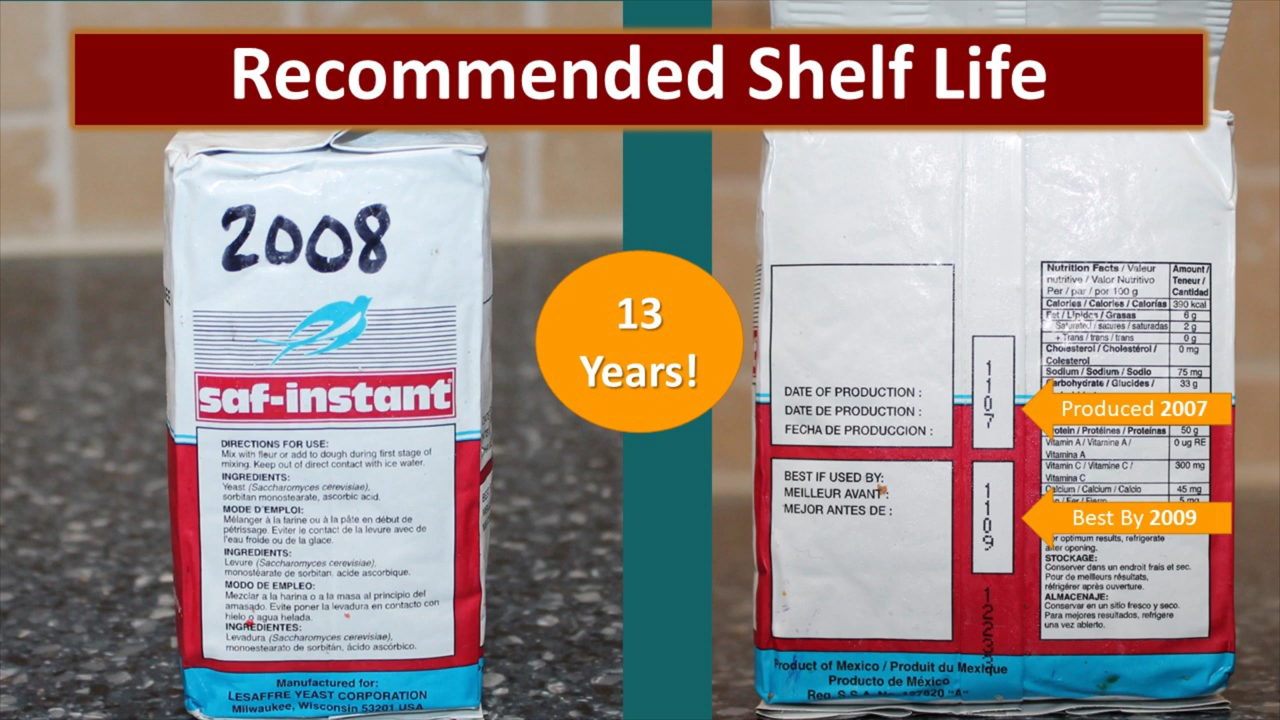 Recommended Shelf Life
2008
saf-instant
DIRECTIONS FOR USE:
Mix with flour or add to dough during first stage of
mixing. Keep out of direct contact with ice water.
INGREDIENTS:
Yeast (Saccharomyces cerevisiae),
sorbitan monostearate, ascorbic acid.
MODE D'EMPLOI:
Mélanger à la farine ou à la pâte en début de
pétrissage. Eviter le contact de la levure avec de
l'eau froide ou de la glace.
INGREDIENTS:
Levure (Saccharomyces cerevisiae),
monostéarate de sorbitan, acide ascorbique.
MODO DE EMPLEO:
Mezclar a la harina o a la masa al principio del
amasado. Evite poner la levadura en contacto con
hielo o agua helada.
INGREDIENTES:
Levadura (Saccharomyces cerevisiae),
monoestearato de sorbitán, ácido ascórbico.
Manufactured for:
LESAFFRE YEAST CORPORATION
Milwaukee, Wisconsin 53201 USA
13
Years!
DATE OF PRODUCTION :
DATE DE PRODUCTION :
FECHA DE PRODUCCION :
1107
BEST IF USED BY:
MEILLEUR AVANT :
MEJOR ANTES DE :
1109
Nutrition Facts / Valeur
nutritive / Valor Nutritivo
Per / par / por 100 g
Amount /
Teneur /
Cantidad
Calories / Calories / Calorías 390 kcal
Fat / Lipides / Grasas 6 g
Saturated / saturés / saturadas 2 g
+ Trans / trans / trans 0 g
Cholesterol / Cholestérol / 0 mg
Colesterol
Sodium / Sodium / Sodio 75 mg
Carbohydrate / Glucides / 33 g
Produced 2007
Protein / Protéines / Proteínas 50 g
Vitamin A / Vitamine A / 0 ug RE
Vitamina A
Vitamin C / Vitamine C / 300 mg
Vitamina C
Calcium / Calcium / Calcio 45 mg
5 mg
Best By 2009
For optimum results, refrigerate
after opening.
STOCKAGE:
Conserver dans un endroit frais et sec.
Pour de meilleurs résultats,
réfrigérer après ouverture.
ALMACENAJE:
Conservar en un sitio fresco y seco.
Para mejores resultados, refrigere
una vez abierto.
Product of Mexico / Produit du Mexique
Producto de México
Reg. S.S.A. No.
"A"